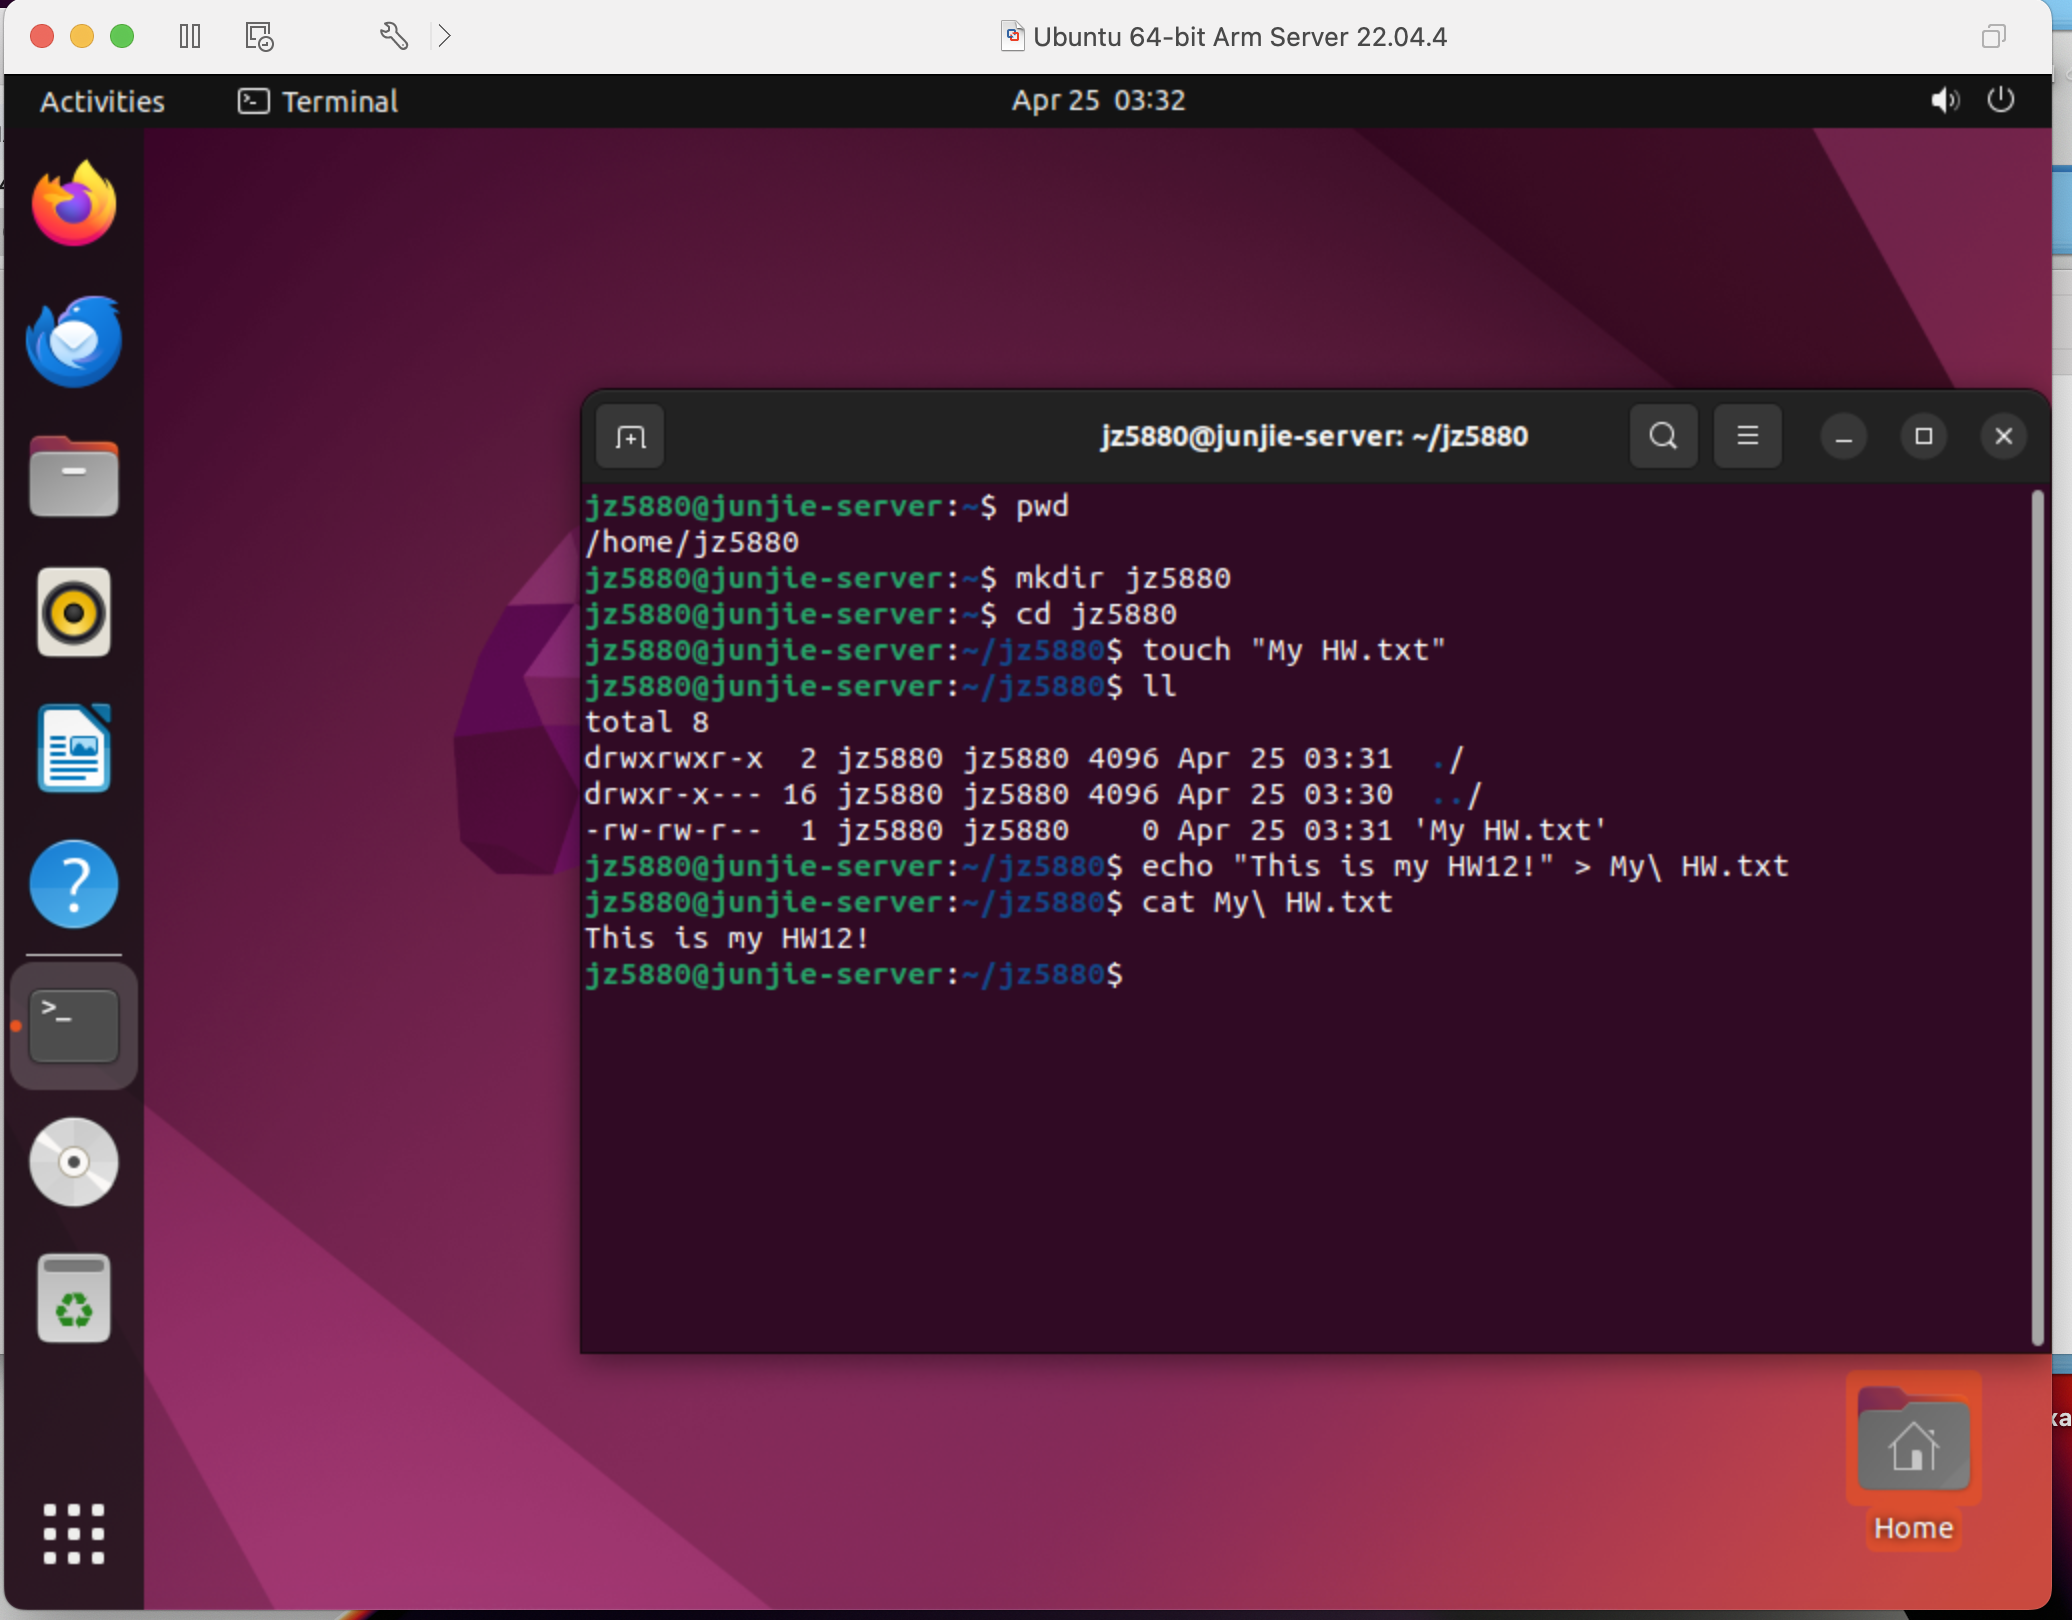 Ubuntu 64-bit Arm Server 22.04.4
Activities
Terminal
Apr 25 03:32
jz5880@junjie-server: ~/jz5880
jz5880@junjie-server:~$ pwd
/home/jz5880
jz5880@junjie-server:~$ mkdir jz5880
jz5880@junjie-server:~$ cd jz5880
jz5880@junjie-server:~/jz5880$ touch "My HW.txt"
jz5880@junjie-server:~/jz5880$ ll
total 8
drwxrwxr-x  2 jz5880 jz5880 4096 Apr 25 03:31  ./
drwxr-x--- 16 jz5880 jz5880 4096 Apr 25 03:30  ../
-rw-rw-r--  1 jz5880 jz5880    0 Apr 25 03:31 'My HW.txt'
jz5880@junjie-server:~/jz5880$ echo "This is my HW12!" > My\ HW.txt
jz5880@junjie-server:~/jz5880$ cat My\ HW.txt
This is my HW12!
jz5880@junjie-server:~/jz5880$
Home